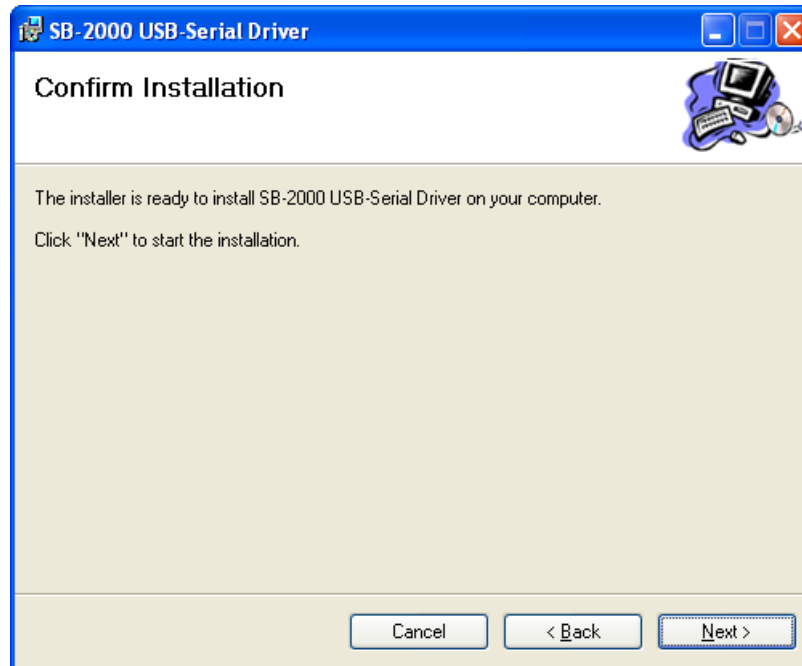 SB-2000 USB-Serial Driver
Confirm Installation
The installer is ready to install SB-2000 USB-Serial Driver on your computer.
Click "Next" to start the installation.
Cancel
< Back
Next >